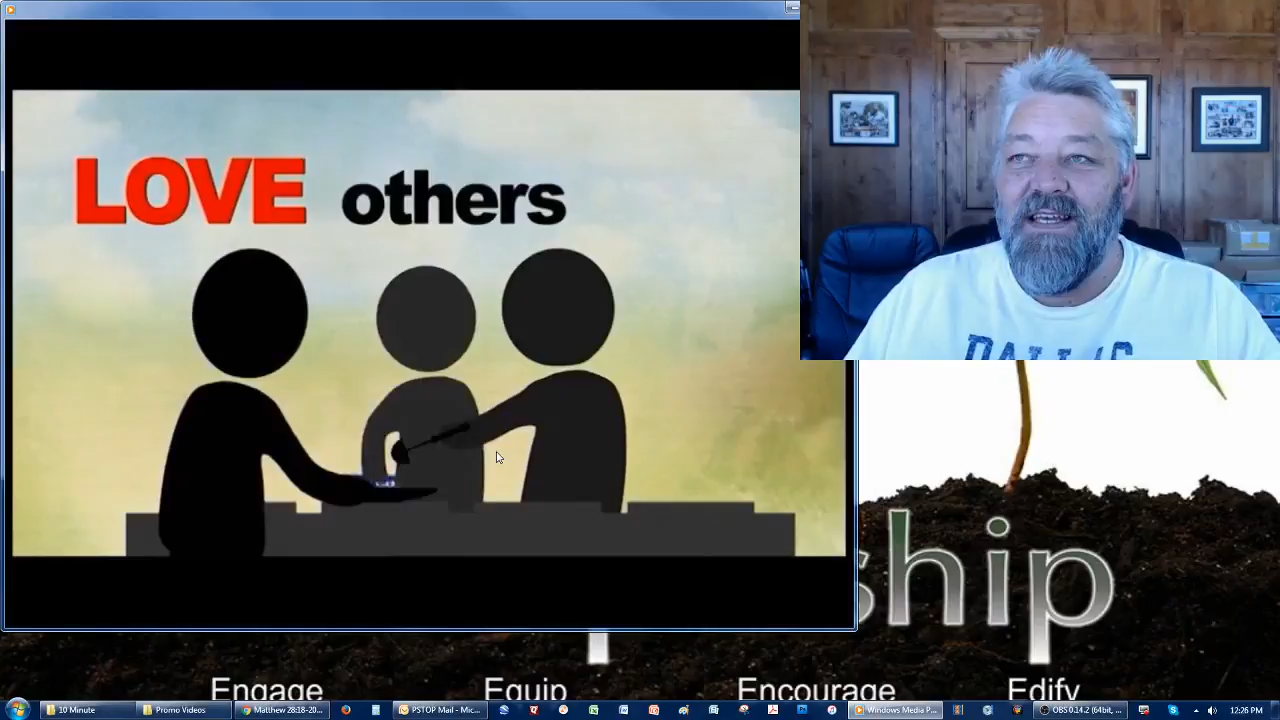 LOVE others
DALLAS
ship
Engage Equip Encourage Edify
10 Minute
Promo Videos
Matthew 28:18-20...
PSTOP Mail - Mic...
Windows Media P...
OBS 0.14.2 (64bit, ...
12:26 PM